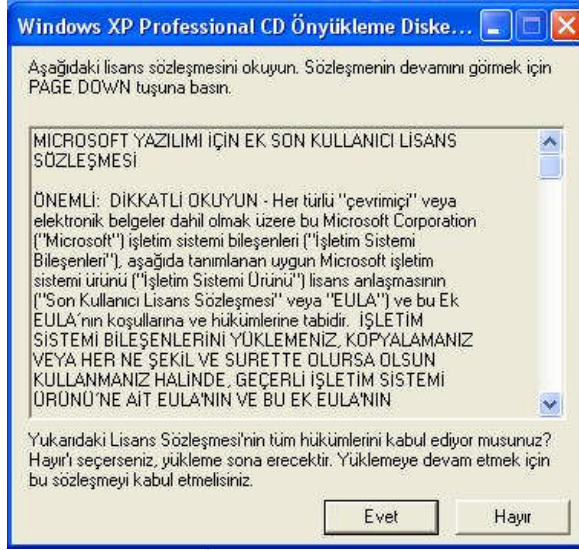 Windows XP Professional CD Önyükleme Diske...
Aşağıdaki lisans sözleşmesini okuyun. Sözleşmenin devamını görmek için
PAGE DOWN tuşuna basın.
MICROSOFT YAZILIMI İÇİN EK SON KULLANICI LİSANS
SÖZLEŞMESİ
ÖNEMLİ:  DİKKATLİ OKUYUN - Her türlü "çevrimiçi" veya
elektronik belgeler dahil olmak üzere bu Microsoft Corporation
("Microsoft") işletim sistemi bileşenleri ("İşletim Sistemi
Bileşenleri"), aşağıda tanımlanan uygun Microsoft işletim
sistemi ürünü ("İşletim Sistemi Ürünü") lisans anlaşmasının
("Son Kullanıcı Lisans Sözleşmesi" veya "EULA") ve bu Ek
EULA´nın koşullarına ve hükümlerine tabidir.  İŞLETİM
SİSTEMİ BİLEŞENLERİNİ YÜKLEMENİZ, KOPYALAMANIZ
VEYA HER NE ŞEKİL VE SURETTE OLURSA OLSUN
KULLANMANIZ HALİNDE, GEÇERLİ İŞLETİM SİSTEMİ
ÜRÜNÜ´NE AİT EULA'NIN VE BU EK EULA'NIN
Yukarıdaki Lisans Sözleşmesi'nin tüm hükümlerini kabul ediyor musunuz?
Hayır'ı seçerseniz, yükleme sona erecektir. Yüklemeye devam etmek için
bu sözleşmeyi kabul etmelisiniz.
Evet
Hayır